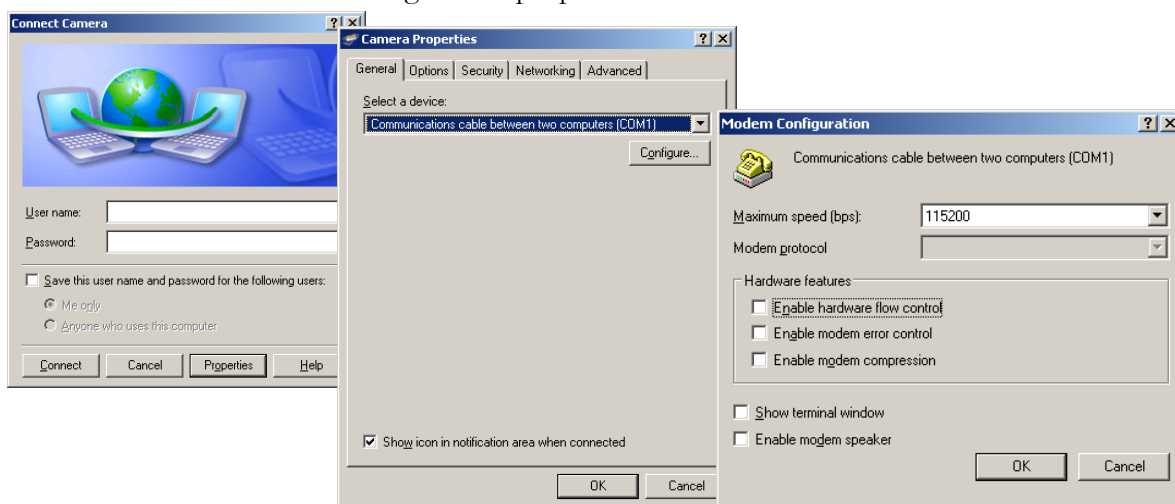 Connect Camera
User name:
Password:
Save this user name and password for the following users:
Me only
Anyone who uses this computer
Connect Cancel Properties Help
Camera Properties
General Options Security Networking Advanced
Select a device:
Communications cable between two computers (COM1)
Configure...
Show icon in notification area when connected
OK Cancel
Modem Configuration
Communications cable between two computers (COM1)
Maximum speed (bps): 115200
Modem protocol
Hardware features
Enable hardware flow control
Enable modem error control
Enable modem compression
Show terminal window
Enable modem speaker
OK Cancel